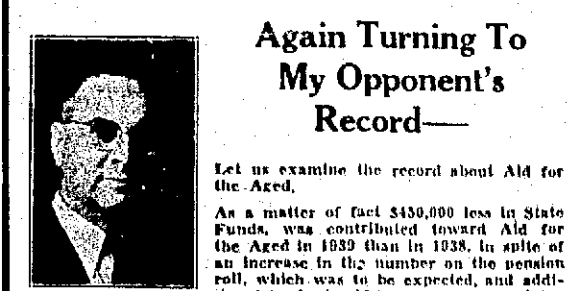 Again Turning To
My Opponent's
Record—
Let us examine the record about Aid for
the Aged.
As a matter of fact $430,000 less in State
Funds, was contributed toward Aid for
the Aged in 1939 than in 1938, in spite of
an increase in the number on the pension
roll, which was to be expected, and addi-